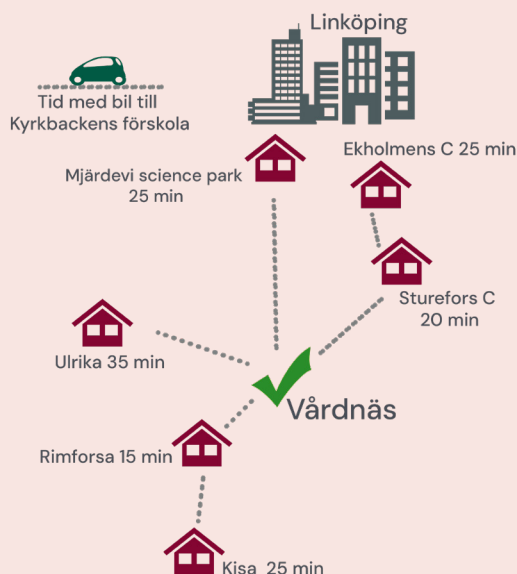 Linköping
Tid med bil till
Kyrkbackens förskola
Ekholmens C 25 min
Mjärdevi science park
25 min
Sturefors C
20 min
Ulrika 35 min
Vårdnäs
Rimforsa 15 min
Kisa 25 min